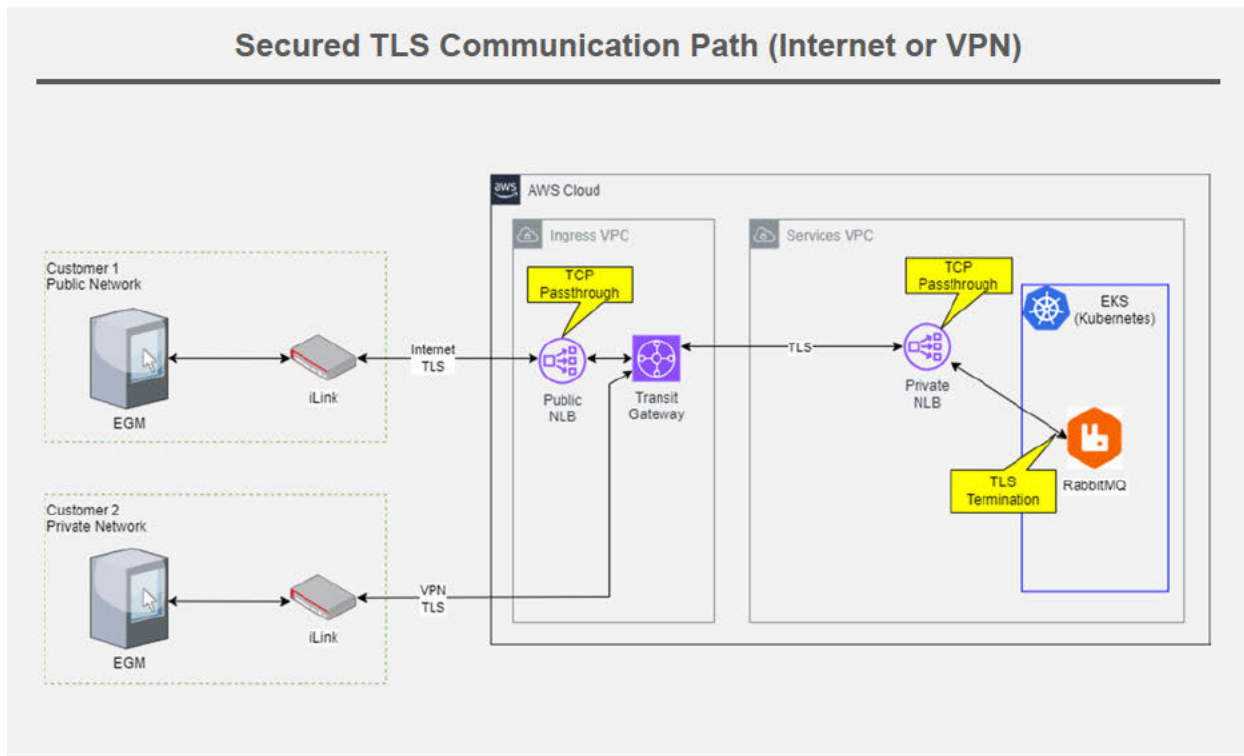 Secured TLS Communication Path (Internet or VPN)
aws
AWS Cloud
Ingress VPC
Services VPC
Customer 1
Public Network
TCP
Passthrough
TCP
Passthrough
EKS
(Kubernetes)
Internet
TLS
TLS
iLink
EGM
Public
NLB
Transit
Gateway
Private
NLB
TLS
Termination
RabbitMQ
Customer 2
Private Network
VPN
TLS
iLink
EGM